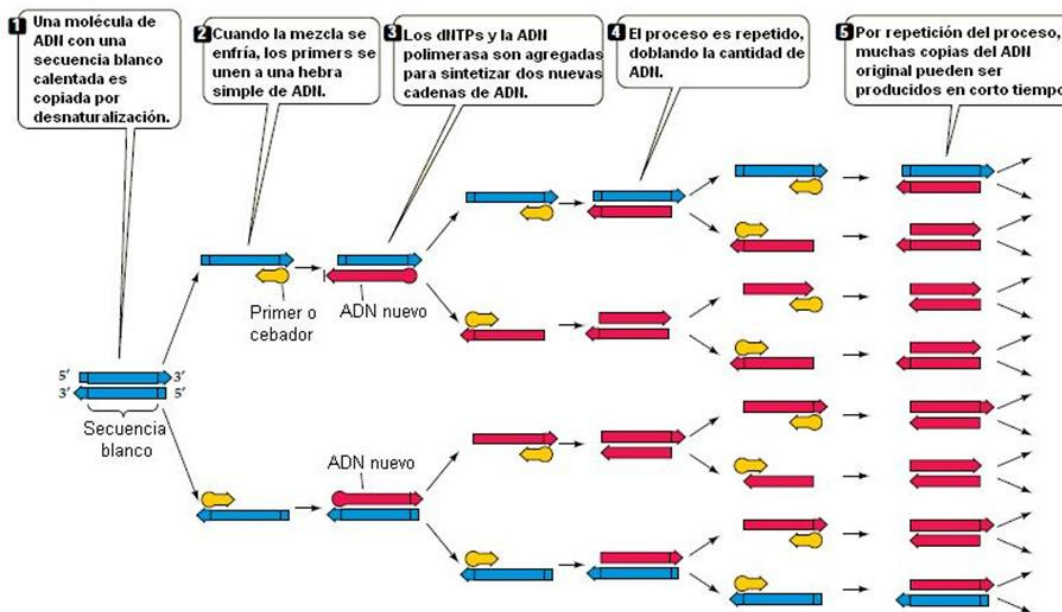 1 Una molécula de
ADN con una
secuencia blanco
calentada es
copiada por
desnaturalización.
2 Cuando la mezcla se
enfría, los primers se
unen a una hebra
simple de ADN.
3 Los dNTPs y la ADN
polimerasa son agregadas
para sintetizar dos nuevas
cadenas de ADN.
4 El proceso es repetido,
doblando la cantidad de
ADN.
5 Por repetición del proceso,
muchas copias del ADN
original pueden ser
producidos en corto tiempo
Primer o
cebador
ADN nuevo
5′ 3′
3′ 5′
Secuencia
blanco
ADN nuevo